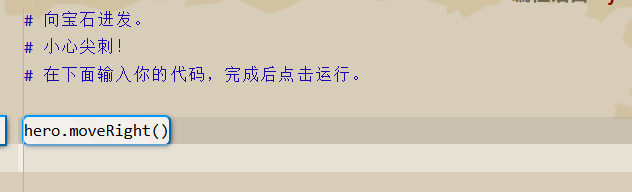 # 向宝石进发。
# 小心尖刺!
# 在下面输入你的代码，完成后点击运行。
hero.moveRight()